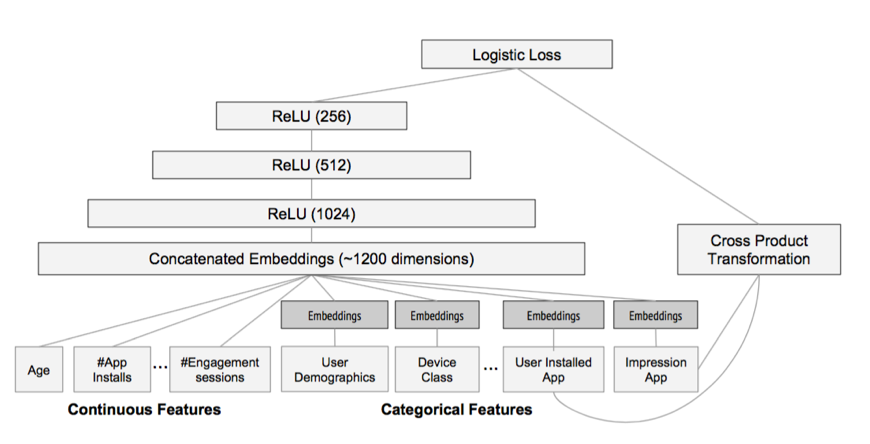 Logistic Loss
ReLU (256)
ReLU (512)
ReLU (1024)
Concatenated Embeddings (~1200 dimensions)
Cross Product
Transformation
Embeddings
Embeddings
Embeddings
Embeddings
Age
#App
Installs
...
#Engagement
sessions
User
Demographics
Device
Class
...
User Installed
App
Impression
App
Continuous Features
Categorical Features